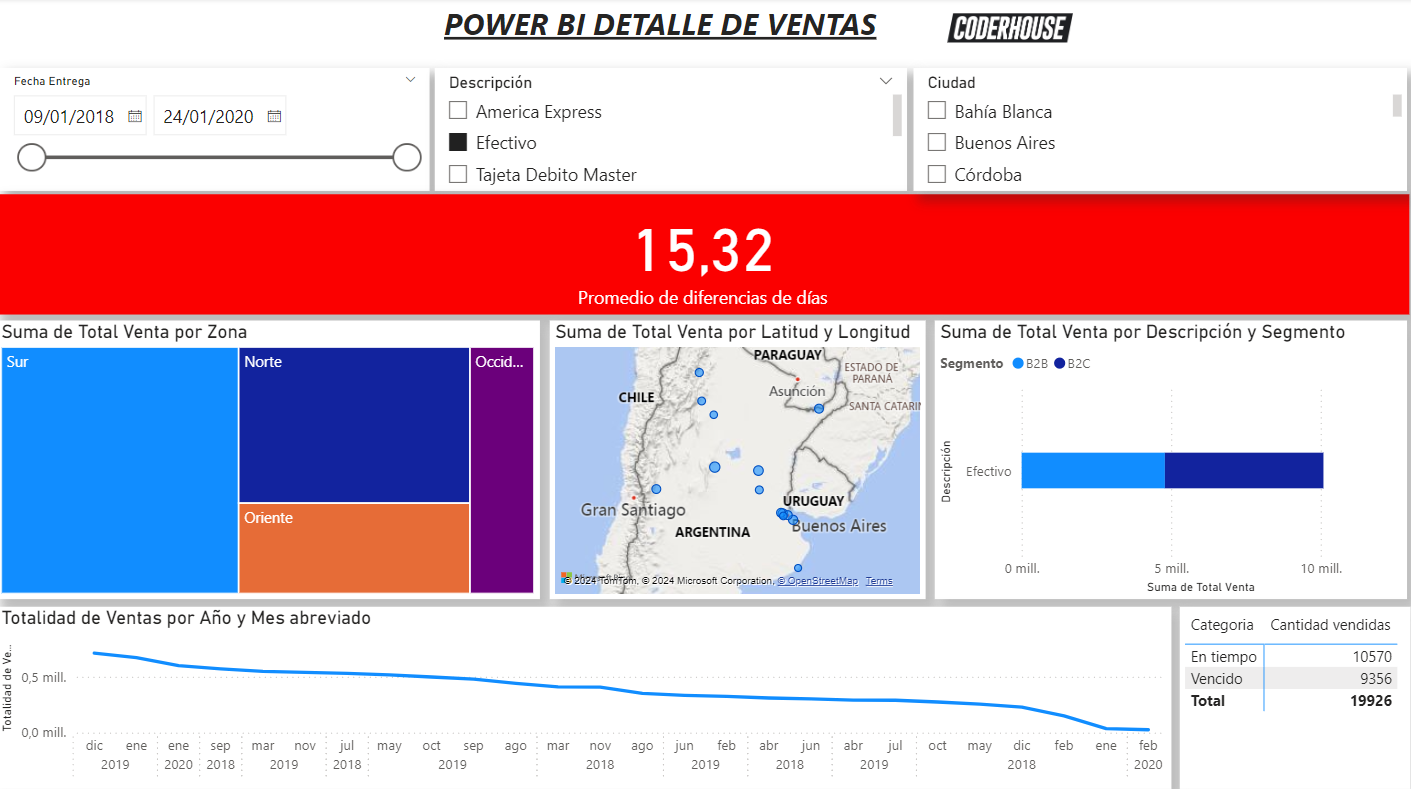 POWER BI DETALLE DE VENTAS
CODERHOUSE
Fecha Entrega
09/01/2018 24/01/2020
Descripción
America Express
Efectivo
Tajeta Debito Master
Ciudad
Bahía Blanca
Buenos Aires
Córdoba
15,32
Promedio de diferencias de días
Suma de Total Venta por Zona
Sur
Norte
Occid...
Oriente
Suma de Total Venta por Latitud y Longitud
PARAGUAY
ESTADO DE
PARANÁ
Asunción
CHILE
SANTA CATARIN
Gran Santiago
URUGUAY
Buenos Aires
ARGENTINA
© 2024 TomTom, © 2024 Microsoft Corporation, © OpenStreetMap Terms
Suma de Total Venta por Descripción y Segmento
Segmento B2B B2C
Descripción
Efectivo
0 mill. 5 mill. 10 mill.
Suma de Total Venta
Totalidad de Ventas por Año y Mes abreviado
Totalidad de Ve...
0,5 mill.
0,0 mill.
dic ene ene sep mar nov jul may oct sep ago mar nov ago jun feb abr jun abr jul oct may dic feb ene feb
2019 2020 2018 2019 2018 2019 2018 2019 2018 2019 2018 2020
Categoria Cantidad vendidas
En tiempo 10570
Vencido 9356
Total 19926